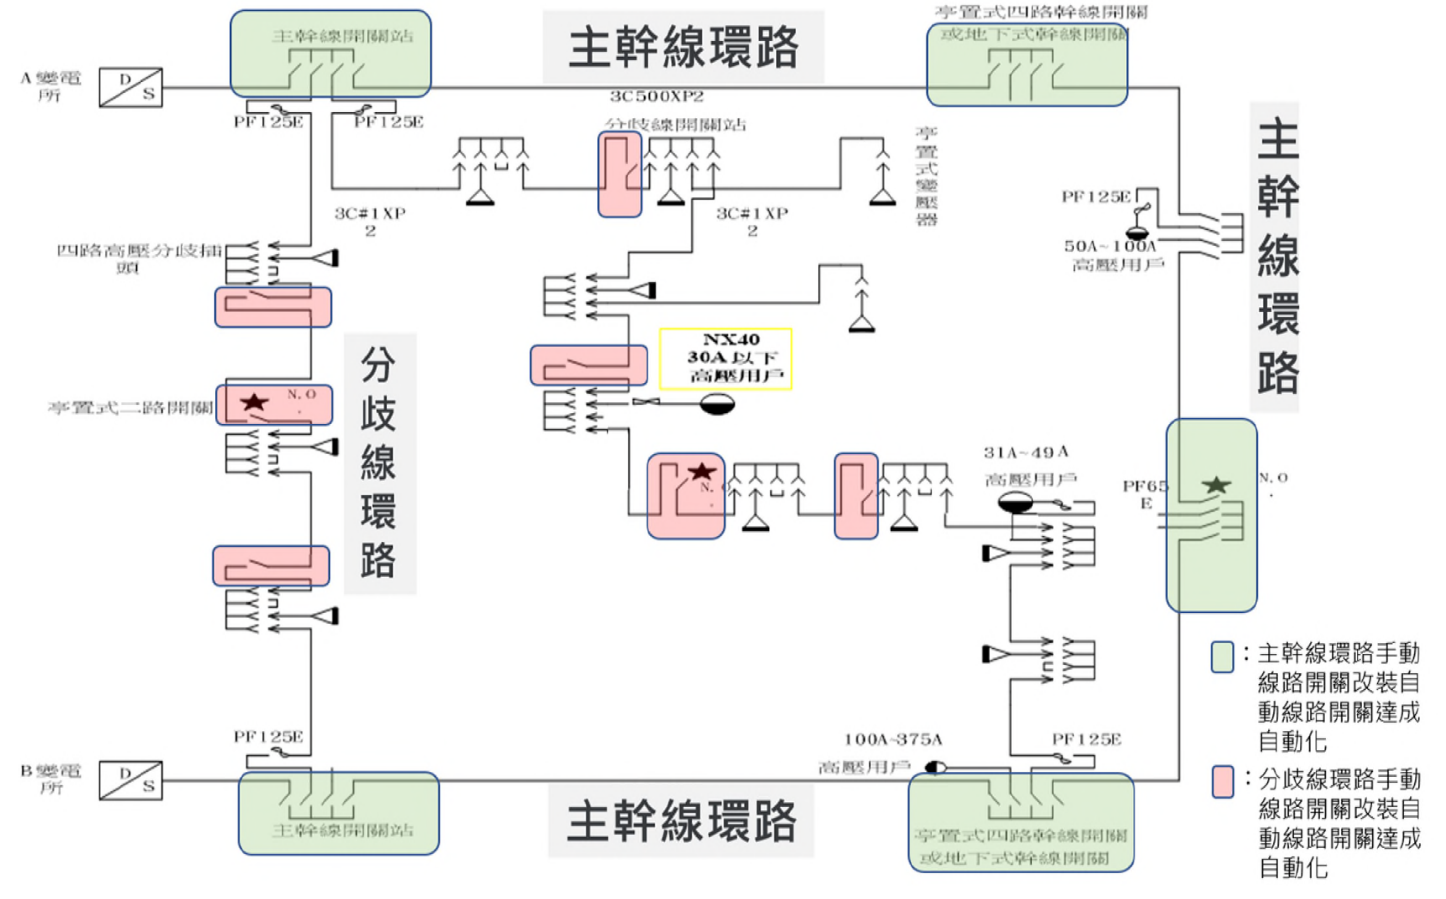 主幹線開關站
主幹線環路
亭置式四路幹線開關
或地下式幹線開關
A變電
所
D
S
3C500XP2
PF125E
PF125E
分歧線開關站
亭置式變壓器
主幹線環路
PF125E
50A~100A
高壓用戶
3C#1XP
2
3C#1XP
2
四路高壓分歧插
頭
NX40
30A以下
高壓用戶
分歧線環路
N.O
.
亭置式二路開關
N.O
.
31A~49A
高壓用戶
PF65
E
N.O
.
:主幹線環路手動
線路開關改裝自
動線路開關達成
自動化
:分歧線環路手動
線路開關改裝自
動線路開關達成
自動化
PF125E
100A~375A
高壓用戶
PF125E
B變電
所
D
S
主幹線開關站
主幹線環路
亭置式四路幹線開關
或地下式幹線開關